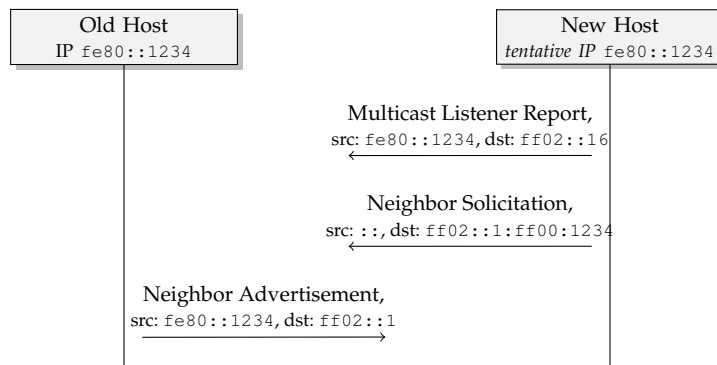 Old Host
IP fe80::1234
New Host
tentative IP fe80::1234
Multicast Listener Report,
src: fe80::1234, dst: ff02::16
Neighbor Solicitation,
src: ::, dst: ff02::1:ff00:1234
Neighbor Advertisement,
src: fe80::1234, dst: ff02::1